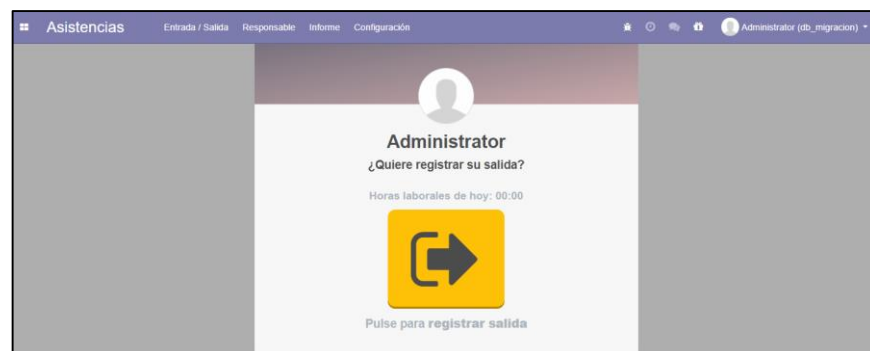 Asistencias Entrada / Salida Responsable Informe Configuración Administrator (db_migracion)
Administrator
¿Quiere registrar su salida?
Horas laborales de hoy: 00:00
Pulse para registrar salida